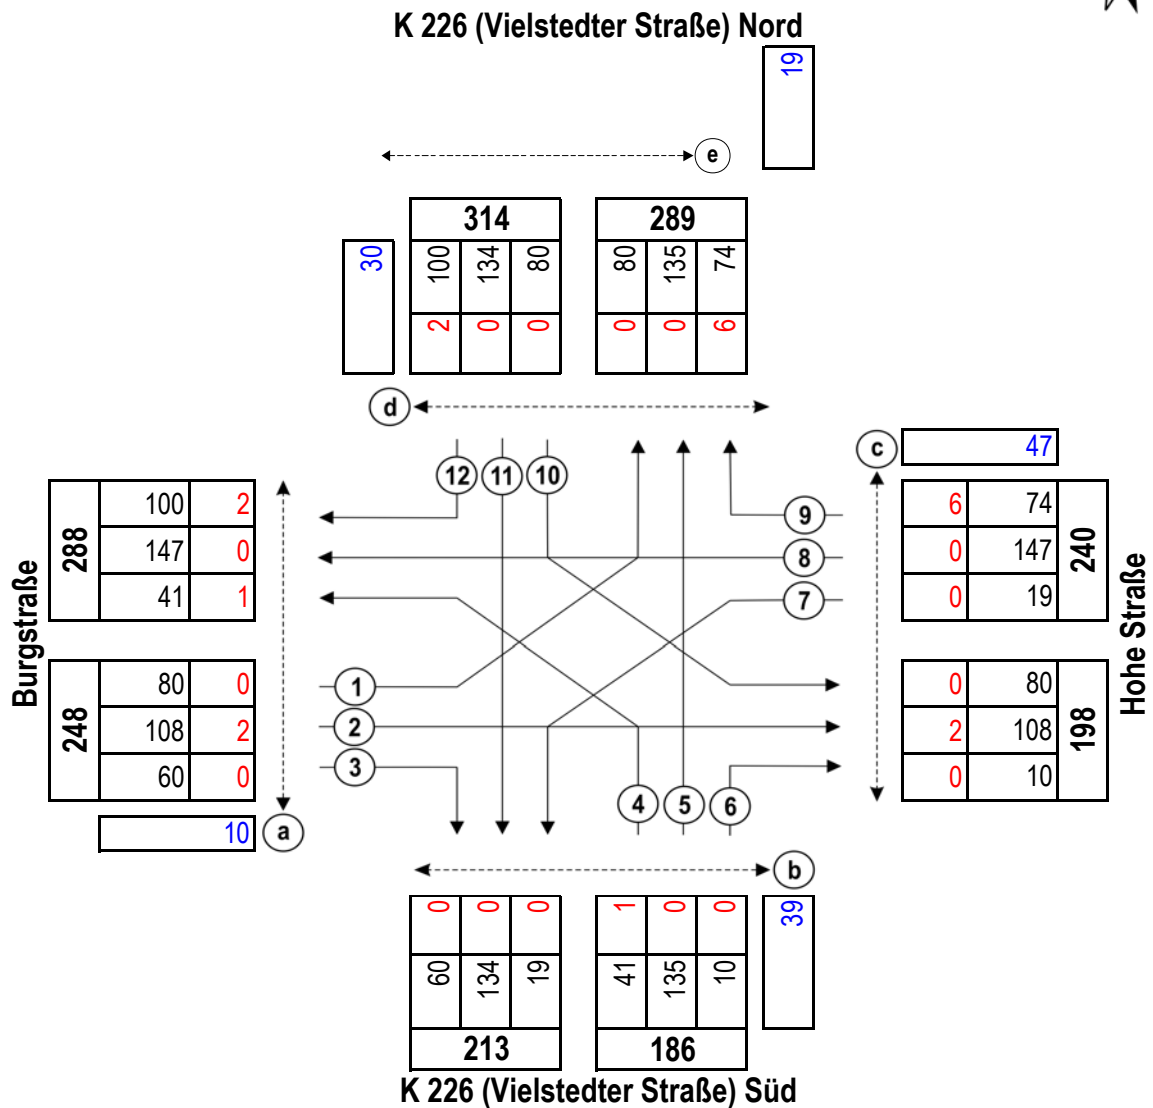 K 226 (Vielstedter Straße) Nord
19
e
314 289
30 100 134 80 80 135 74
2 0 0 0 0 6
d
c 47
12 11 10
Burgstraße
288
100 2
147 0
41 1
9
8
7
6 74
0 147
0 19
240
Hohe Straße
248
80 0
108 2
60 0
1
2
3
4 5 6
0 80
2 108
0 10
198
10 a
b
0 0 0 1 0 0 39
60 134 19 41 135 10
213 186
K 226 (Vielstedter Straße) Süd